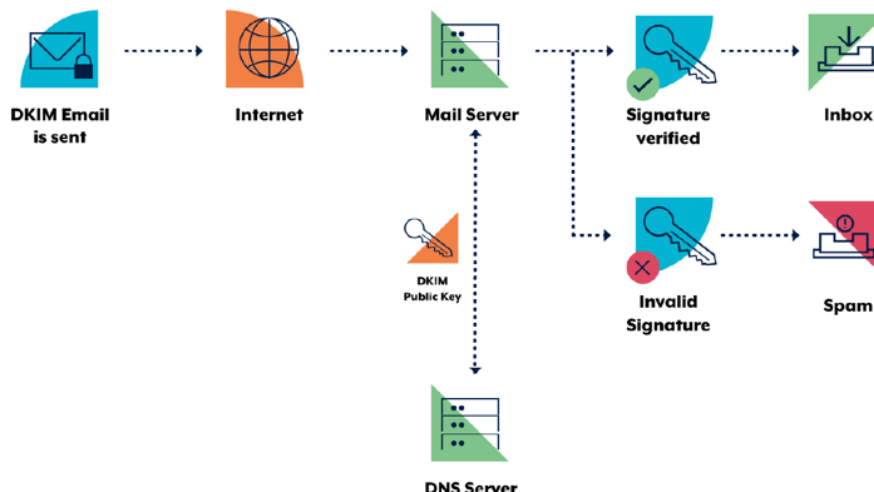 DKIM Email
is sent
Internet
Mail Server
Signature
verified
Inbox
DKIM
Public Key
Invalid
Signature
Spam
DNS Server